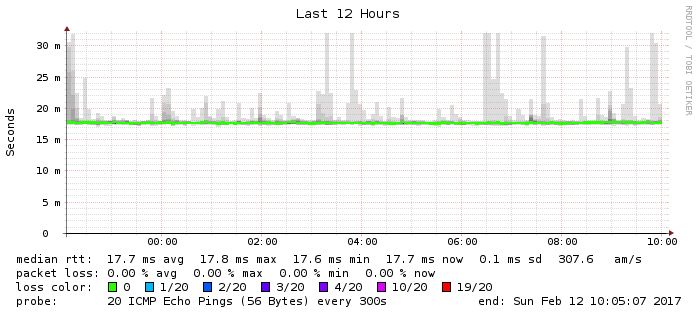 Last 12 Hours
RRDTOOL / TOBI OETIKER
Seconds
30 m
25 m
20 m
15 m
10 m
5 m
0
00:00 02:00 04:00 06:00 08:00 10:00
median rtt: 17.7 ms avg 17.8 ms max 17.6 ms min 17.7 ms now 0.1 ms sd 307.6 am/s
packet loss: 0.00 % avg 0.00 % max 0.00 % min 0.00 % now
loss color: 0 1/20 2/20 3/20 4/20 10/20 19/20
probe: 20 ICMP Echo Pings (56 Bytes) every 300s end: Sun Feb 12 10:05:07 2017